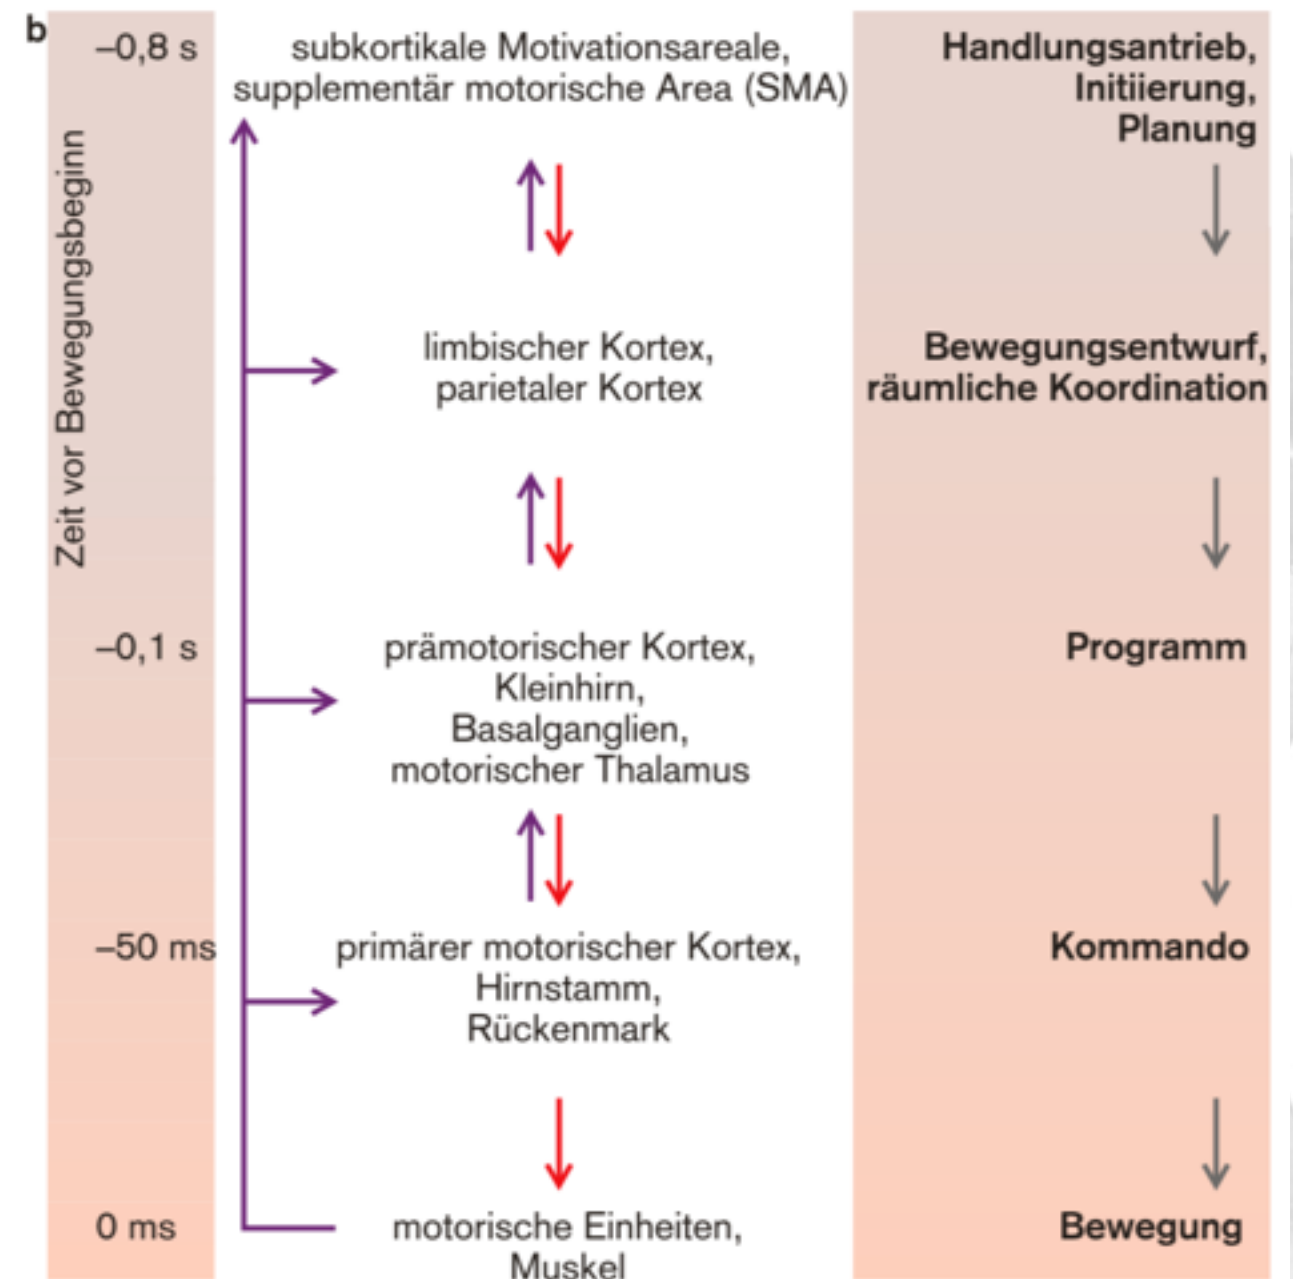 b
–0,8 s
subkortikale Motivationsareale,
supplementär motorische Area (SMA)
Handlungsantrieb,
Initiierung,
Planung
Zeit vor Bewegungsbeginn
limbischer Kortex,
parietaler Kortex
Bewegungsentwurf,
räumliche Koordination
–0,1 s
prämotorischer Kortex,
Kleinhirn,
Basalganglien,
motorischer Thalamus
Programm
–50 ms
primärer motorischer Kortex,
Hirnstamm,
Rückenmark
Kommando
0 ms
motorische Einheiten,
Muskel
Bewegung